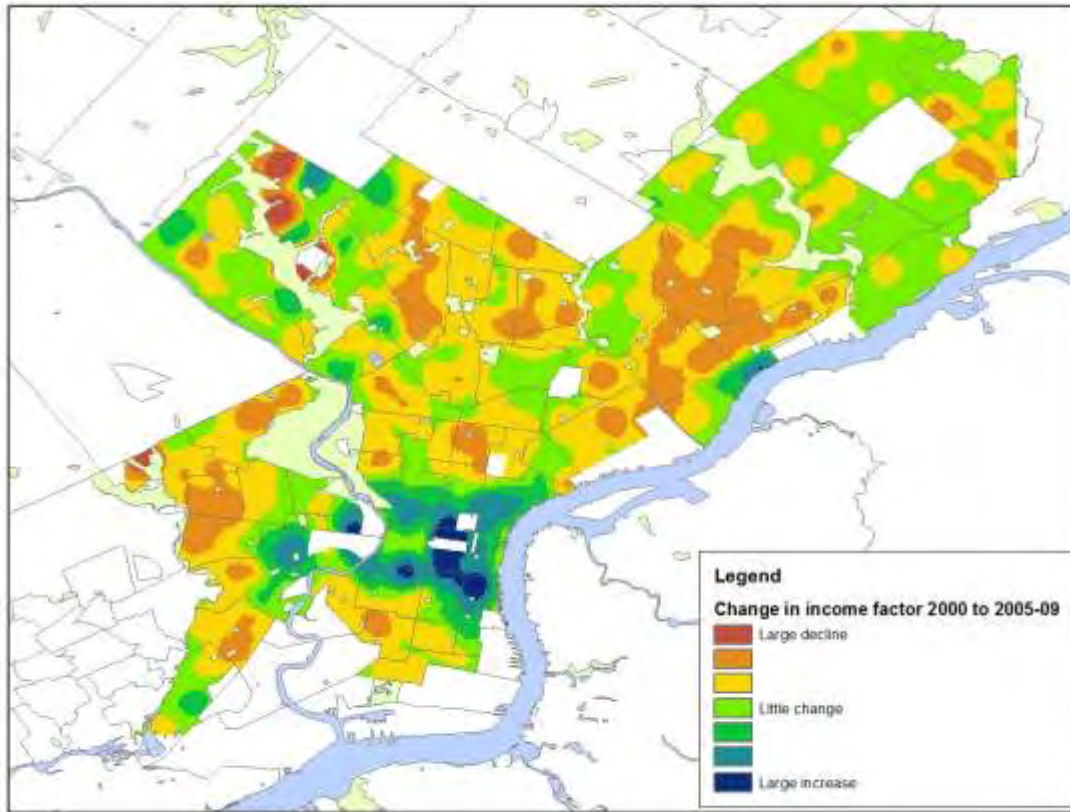 Legend
Change in income factor 2000 to 2005-09
Large decline
Little change
Large increase